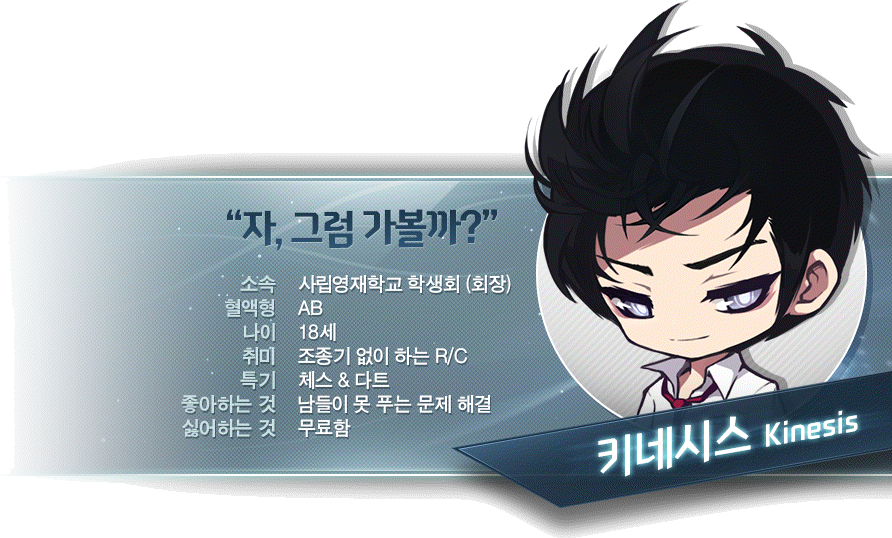 “자, 그럼 가볼까?”
소속 사립영재학교 학생회 (회장)
혈액형 AB
나이 18세
취미 조종기 없이 하는 R/C
특기 체스 & 다트
좋아하는 것 남들이 못 푸는 문제 해결
싫어하는 것 무료함
키네시스 Kinesis